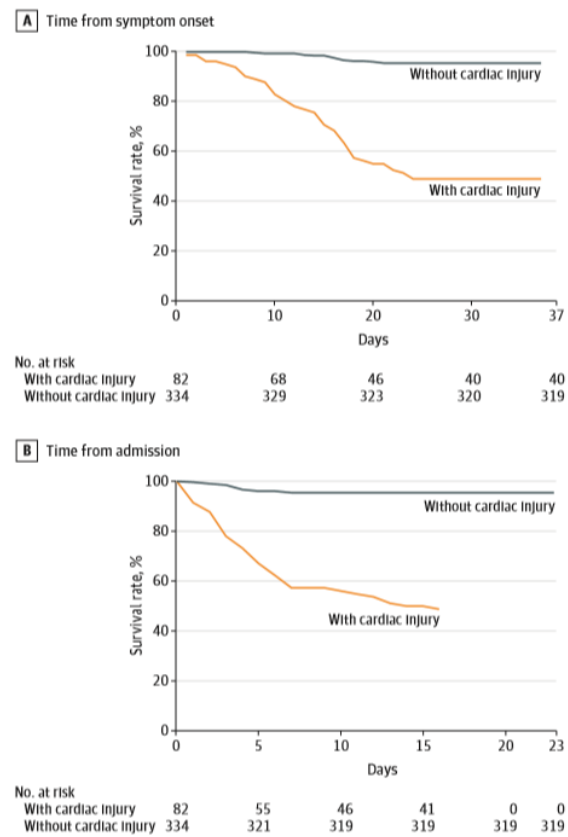 A Time from symptom onset
100
80
60
40
20
0
Survival rate, %
Without cardiac injury
With cardiac injury
0 10 20 30 37
Days
No. at risk
With cardiac injury 82 68 46 40 40
Without cardiac injury 334 329 323 320 319
B Time from admission
100
80
60
40
20
0
Survival rate, %
Without cardiac injury
With cardiac injury
0 5 10 15 20 23
Days
No. at risk
With cardiac injury 82 55 46 41 0 0
Without cardiac injury 334 321 319 319 319 319